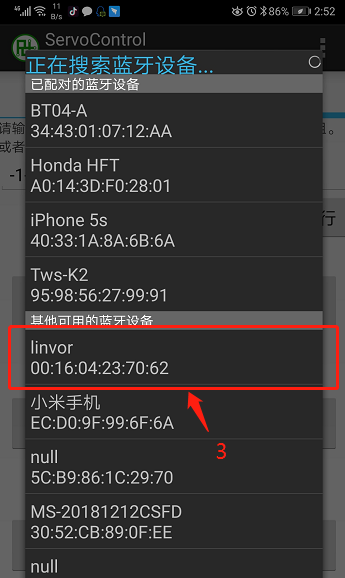 4G 11 B/s 86% 2:52
ServoControl
正在搜索蓝牙设备...
已配对的蓝牙设备
请输
组。
或者
BT04-A
34:43:01:07:12:AA
Honda HFT
A0:14:3D:F0:28:01
-1
行
iPhone 5s
40:33:1A:8A:6B:6A
Tws-K2
95:98:56:27:99:91
其他可用的蓝牙设备
linvor
00:16:04:23:70:62
小米手机
EC:D0:9F:99:6F:6A
3
null
5C:B9:86:1C:29:70
MS-20181212CSFD
30:52:CB:89:0F:EE
null